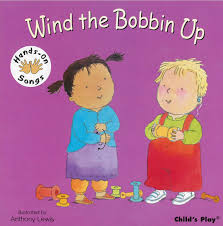 Wind the Bobbin Up
Hands-On
Songs
illustrated by
Anthony Lewis
Child's Play®